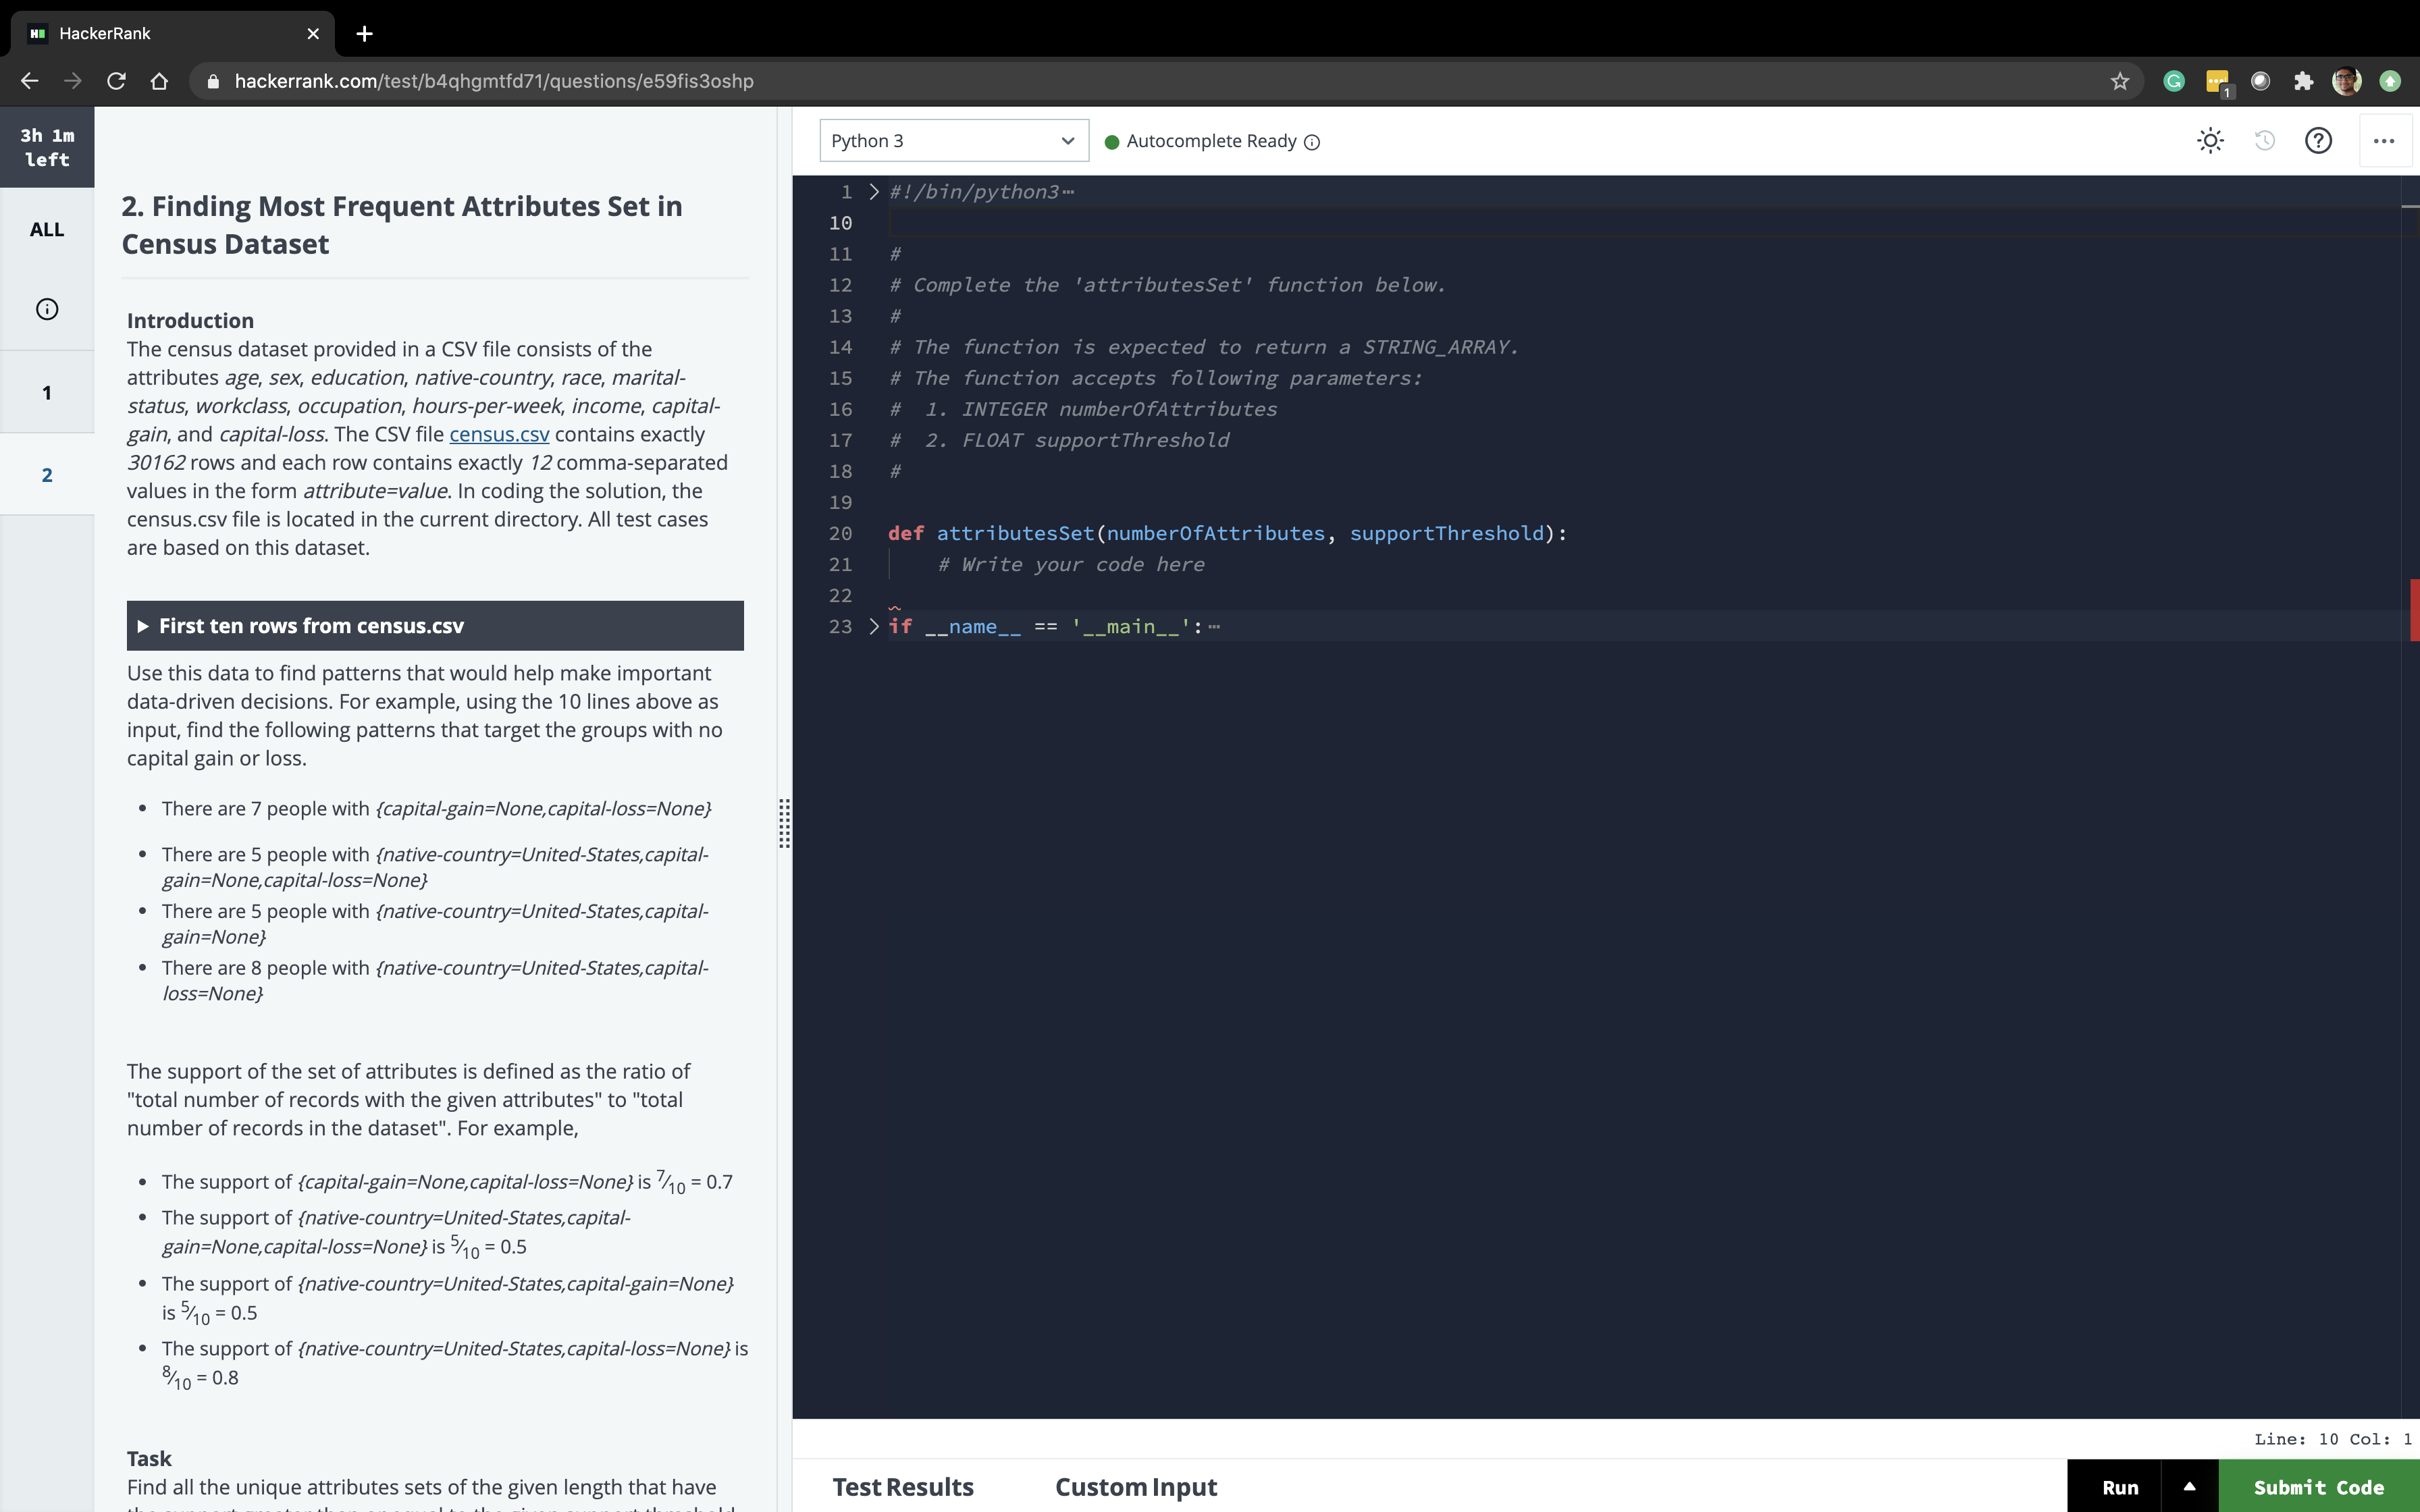 HackerRank
hackerrank.com/test/b4qhgmtfd71/questions/e59fis3oshp
1
3h 1m
left
ALL
1
2
2. Finding Most Frequent Attributes Set in
Census Dataset
Introduction
The census dataset provided in a CSV file consists of the
attributes age, sex, education, native-country, race, marital-
status, workclass, occupation, hours-per-week, income, capital-
gain, and capital-loss. The CSV file census.csv contains exactly
30162 rows and each row contains exactly 12 comma-separated
values in the form attribute=value. In coding the solution, the
census.csv file is located in the current directory. All test cases
are based on this dataset.
First ten rows from census.csv
Use this data to find patterns that would help make important
data-driven decisions. For example, using the 10 lines above as
input, find the following patterns that target the groups with no
capital gain or loss.
• There are 7 people with {capital-gain=None,capital-loss=None}
• There are 5 people with {native-country=United-States,capital-
gain=None,capital-loss=None}
• There are 5 people with {native-country=United-States,capital-
gain=None}
• There are 8 people with {native-country=United-States,capital-
loss=None}
The support of the set of attributes is defined as the ratio of
"total number of records with the given attributes" to "total
number of records in the dataset". For example,
• The support of {capital-gain=None,capital-loss=None} is 7/10 = 0.7
• The support of {native-country=United-States,capital-
gain=None,capital-loss=None} is 5/10 = 0.5
• The support of {native-country=United-States,capital-gain=None}
is 5/10 = 0.5
• The support of {native-country=United-States,capital-loss=None} is
8/10 = 0.8
Task
Find all the unique attributes sets of the given length that have
Python 3
Autocomplete Ready
1 #!/bin/python3
10
11 #
12 # Complete the 'attributesSet' function below.
13 #
14 # The function is expected to return a STRING_ARRAY.
15 # The function accepts following parameters:
16 #  1. INTEGER numberOfAttributes
17 #  2. FLOAT supportThreshold
18 #
19
20 def attributesSet(numberOfAttributes, supportThreshold):
21     # Write your code here
22
23 if __name__ == '__main__':
Line: 10 Col: 1
Test Results
Custom Input
Run
Submit Code